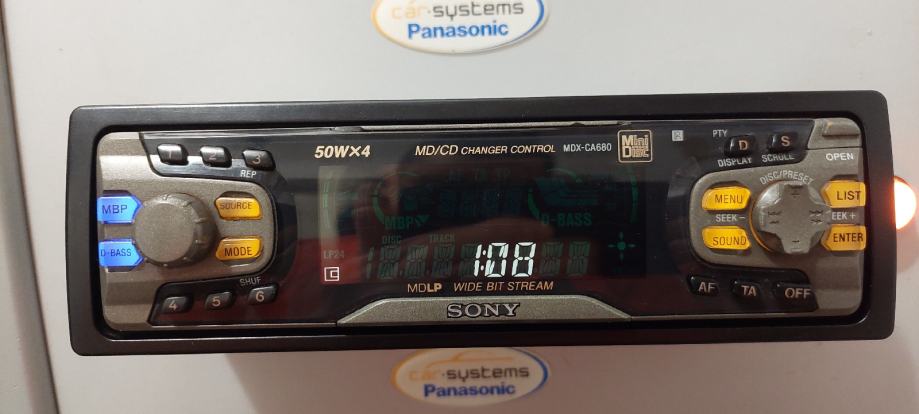 car·systems
Panasonic
50W×4
MD/CD CHANGER CONTROL MDX-CA680
Mini
Disc
R
PTY
D
DISPLAY
S
SCROLL
OPEN
1
2
3
REP
MBP
SOURCE
D-BASS
MODE
SHUF
4
5
6
MBP
D-BASS
DISC
TRACK
LP24
1:08
MDLP WIDE BIT STREAM
SONY
DISC/PRESET
MENU
LIST
SEEK−
EEK+
SOUND
ENTER
AF
TA
OFF
car·systems
Panasonic